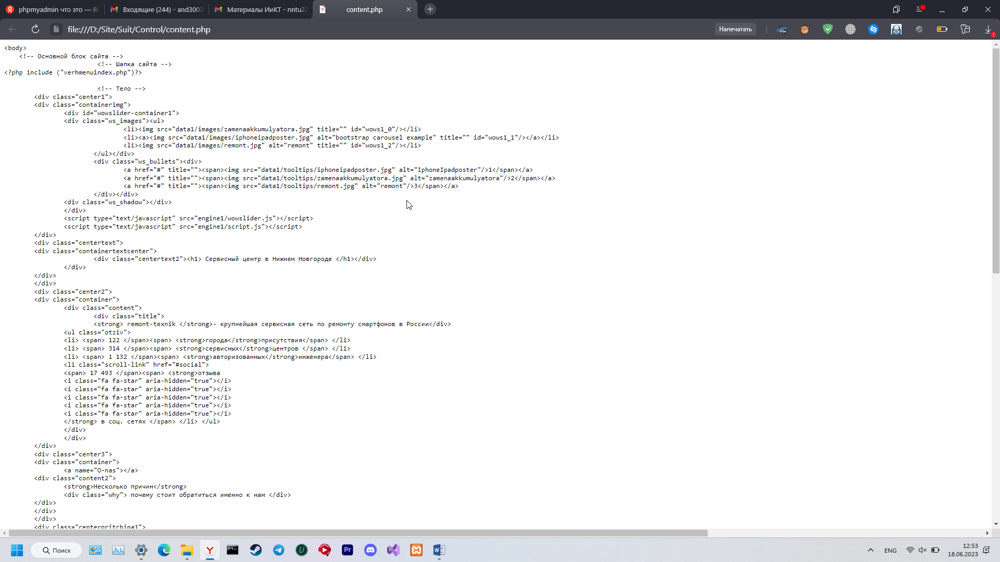 phpmyadmin что это — Ян
Входящие (244) - and3003
Материалы ИиКТ - nntu22
content.php
file:///D:/Site/Suit/Control/content.php
Напечатать
<body>
<!-- Основной блок сайта -->
<!-- Шапка сайта -->
<?php include ("verhmenuindex.php")?>
<!-- Тело -->
<div class="center1">
<div class="containerimg">
<div id="wowslider-container1">
<div class="ws_images"><ul>
<li><img src="data1/images/zamenaakkumulyatora.jpg" title="" id="wows1_0"/></li>
<li><a><img src="data1/images/iphoneipadposter.jpg" alt="bootstrap carousel example" title="" id="wows1_1"/></a></li>
<li><img src="data1/images/remont.jpg" alt="remont" title="" id="wows1_2"/></li>
</ul></div>
<div class="ws_bullets"><div>
<a href="#" title=""><span><img src="data1/tooltips/iphoneipadposter.jpg" alt="IphoneIpadposter"/>1</span></a>
<a href="#" title=""><span><img src="data1/tooltips/zamenaakkumulyatora.jpg" alt="zamenaakkumulyatora"/>2</span></a>
<a href="#" title=""><span><img src="data1/tooltips/remont.jpg" alt="remont"/>3</span></a>
</div></div>
<div class="ws_shadow"></div>
</div>
<script type="text/javascript" src="engine1/wowslider.js"></script>
<script type="text/javascript" src="engine1/script.js"></script>
</div>
<div class="centertext">
<div class="containertextcenter">
<div class="centertext2"><h1> Сервисный центр в Нижнем Новгороде </h1></div>
</div>
</div>
</div>
<div class="center2">
<div class="container">
<div class="content">
<div class="title">
<strong> remont-texnik </strong>- крупнейшая сервисная сеть по ремонту смартфонов в России</div>
<ul class="otziv">
<li> <span> 122 </span><span> <strong>города</strong>присутствия</span> </li>
<li> <span> 314 </span><span> <strong>сервисных</strong>центров </span> </li>
<li> <span> 1 132 </span><span> <strong>авторизованных</strong>инженера</span> </li>
<li class="scroll-link" href="#social">
<span> 17 493 </span><span> <strong>отзыва
<i class="fa fa-star" aria-hidden="true"></i>
<i class="fa fa-star" aria-hidden="true"></i>
<i class="fa fa-star" aria-hidden="true"></i>
<i class="fa fa-star" aria-hidden="true"></i>
<i class="fa fa-star" aria-hidden="true"></i>
</strong> в соц. сетях </span> </li> </ul>
</div>
</div>
</div>
<div class="center3">
<div class="container">
<a name="O-nas"></a>
<div class="content2">
<strong>Несколько причин</strong>
<div class="why"> почему стоит обратиться именно к нам </div>
</div>
</div>
</div>
<div class="centerpritchina1">
Поиск
ENG
12:53
18.06.2023